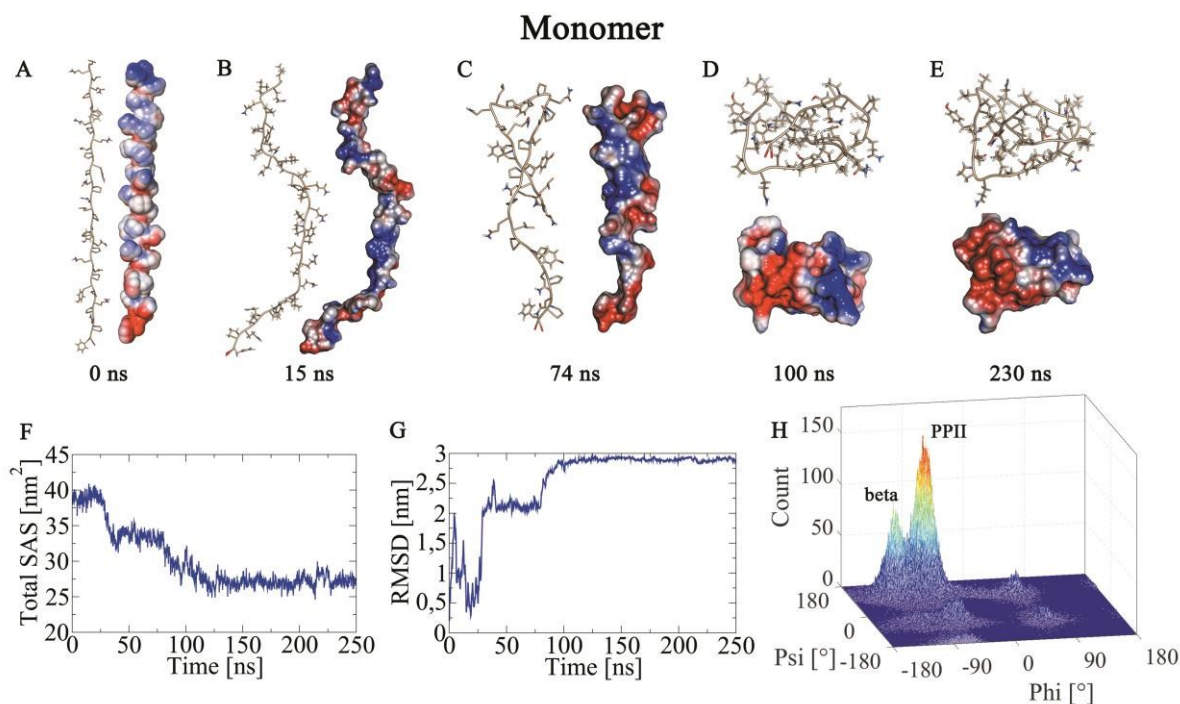 Monomer
A B C D E
0 ns 15 ns 74 ns 100 ns 230 ns
F
Total SAS [nm²]
45
40
35
30
25
20
0 50 100 150 200 250
Time [ns]
G
RMSD [nm]
3
2,5
2
1,5
1
0,5
0
0 50 100 150 200 250
Time [ns]
H
PPII
beta
Count
150
100
50
0
180
0
-180
Psi [°]
-180 -90 0 90 180
Phi [°]